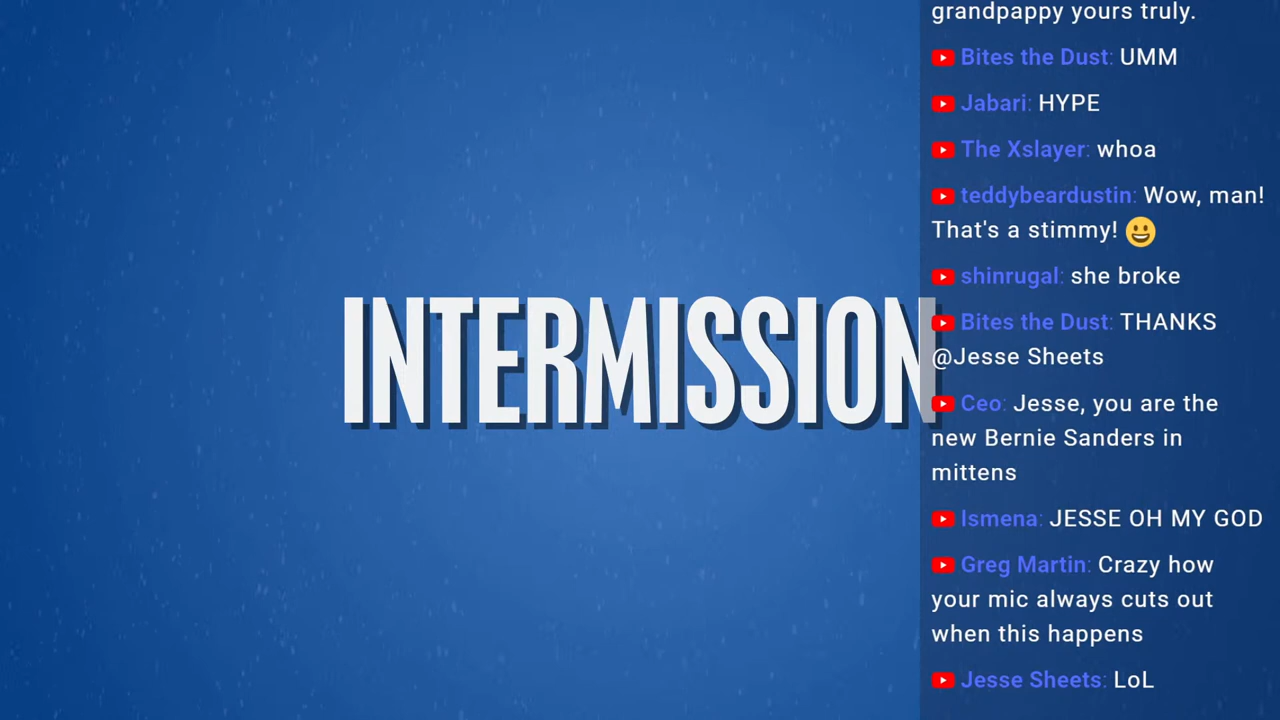 INTERMISSION
grandpappy yours truly.
Bites the Dust: UMM
Jabari: HYPE
The Xslayer: whoa
teddybeardustin: Wow, man!
That's a stimmy! 😀
shinrugal: she broke
Bites the Dust: THANKS
@Jesse Sheets
Ceo: Jesse, you are the
new Bernie Sanders in
mittens
Ismena: JESSE OH MY GOD
Greg Martin: Crazy how
your mic always cuts out
when this happens
Jesse Sheets: LoL